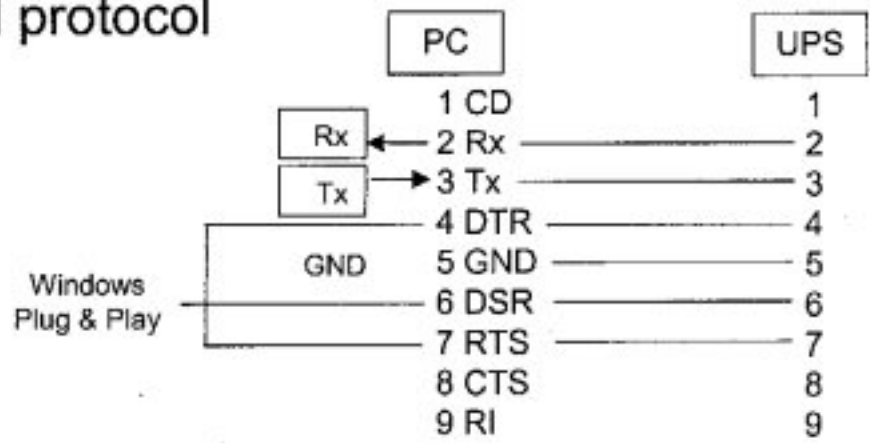 protocol
PC UPS
1 CD 1
Rx 2 Rx 2
Tx 3 Tx 3
4 DTR 4
GND 5 GND 5
Windows 6 DSR 6
Plug & Play 7 RTS 7
8 CTS 8
9 RI 9